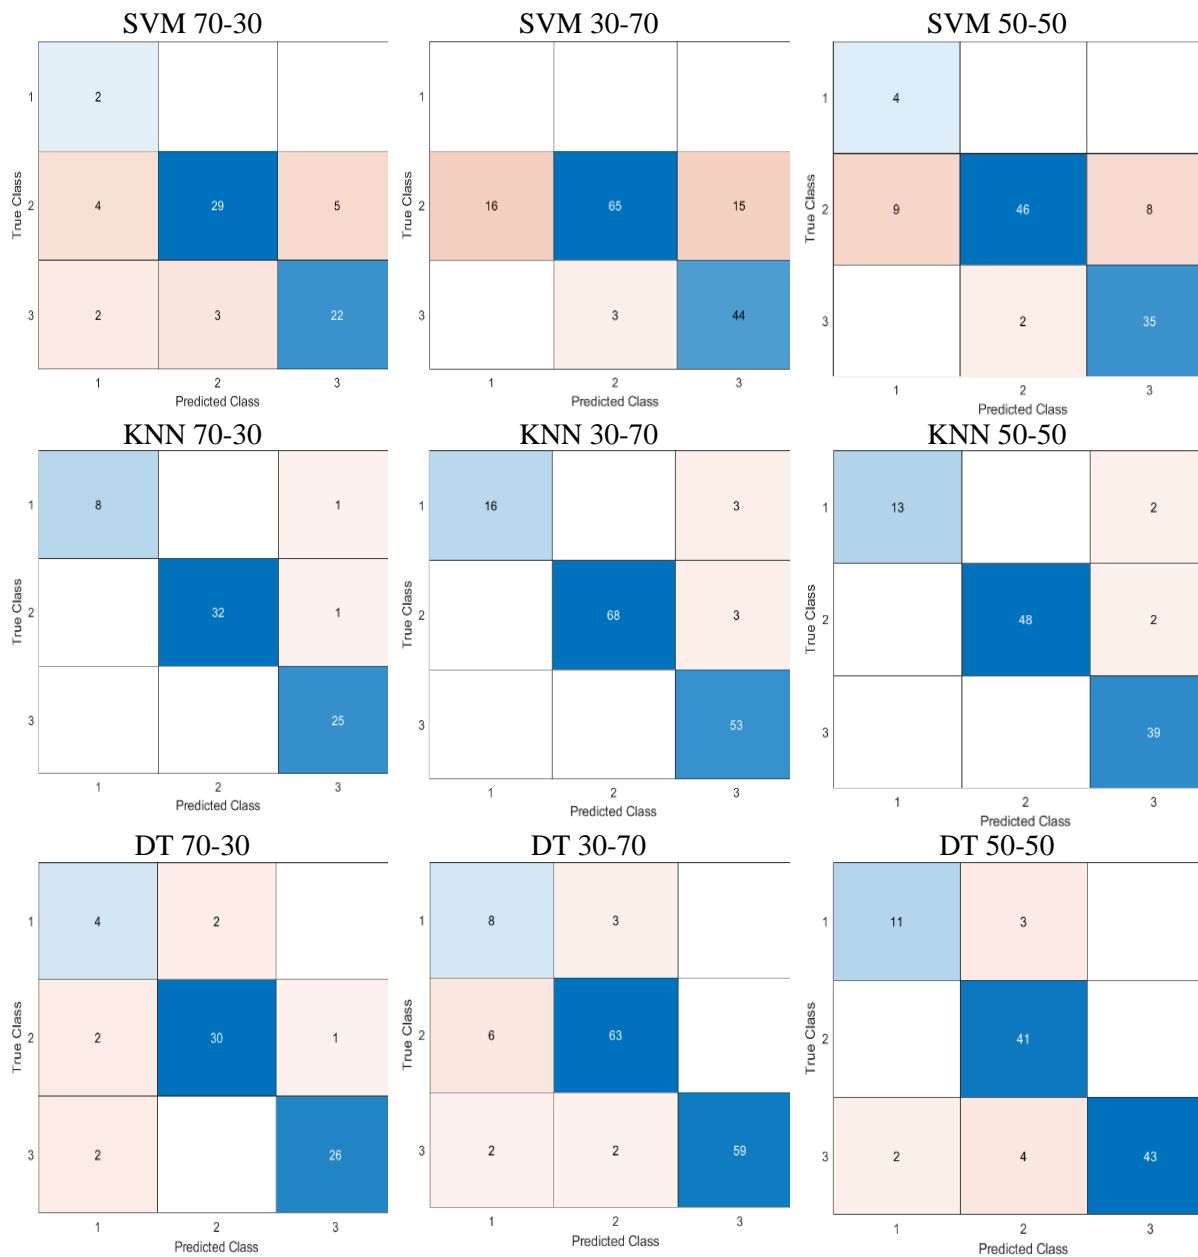 SVM 70-30
SVM 30-70
SVM 50-50
1 2
2 4 29 5
3 2 3 22
1 2 3
Predicted Class
True Class
1
2 16 65 15
3 3 44
1 2 3
Predicted Class
True Class
1 4
2 9 46 8
3 2 35
1 2 3
Predicted Class
True Class
KNN 70-30
KNN 30-70
KNN 50-50
1 8 1
2 32 1
3 25
1 2 3
Predicted Class
True Class
1 16 3
2 68 3
3 53
1 2 3
Predicted Class
True Class
1 13 2
2 48 2
3 39
1 2 3
Predicted Class
True Class
DT 70-30
DT 30-70
DT 50-50
1 4 2
2 2 30 1
3 2 26
1 2 3
Predicted Class
True Class
1 8 3
2 6 63
3 2 2 59
1 2 3
Predicted Class
True Class
1 11 3
2 41
3 2 4 43
1 2 3
Predicted Class
True Class